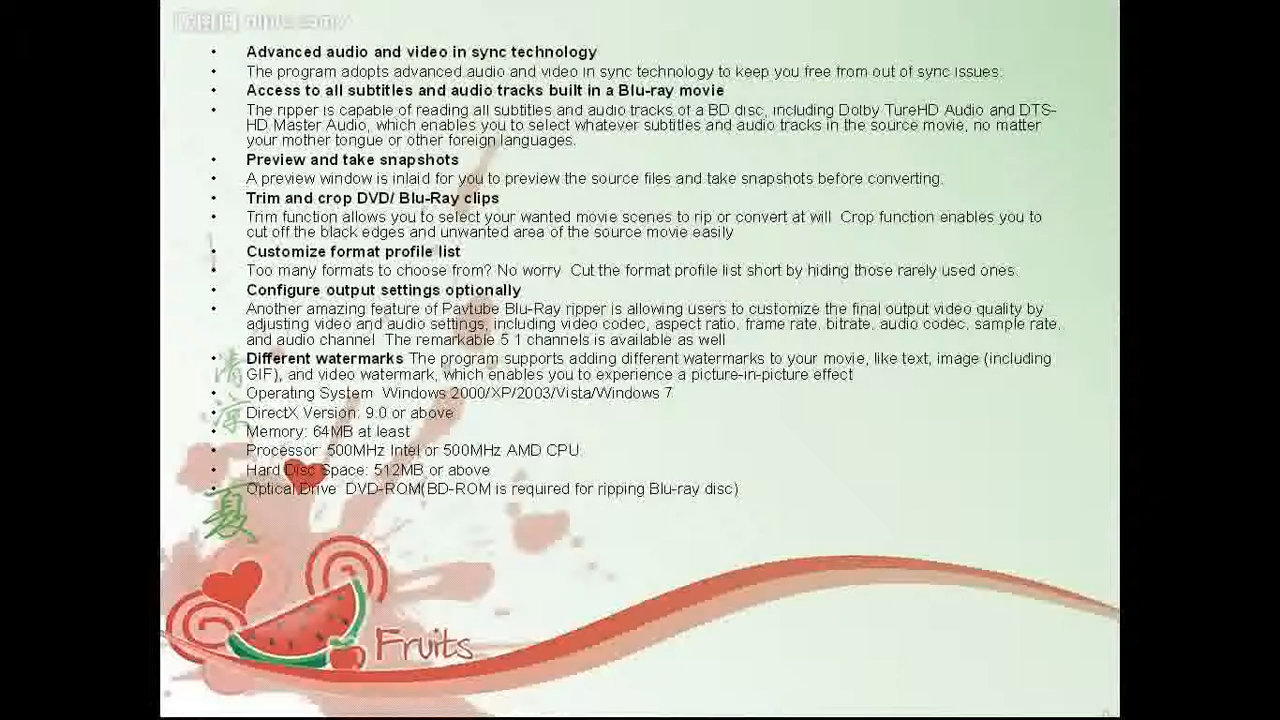 Advanced audio and video in sync technology
The program adopts advanced audio and video in sync technology to keep you free from out of sync issues.
Access to all subtitles and audio tracks built in a Blu-ray movie
The ripper is capable of reading all subtitles and audio tracks of a BD disc, including Dolby TureHD Audio and DTS-
HD Master Audio, which enables you to select whatever subtitles and audio tracks in the source movie, no matter
your mother tongue or other foreign languages.
Preview and take snapshots
A preview window is inlaid for you to preview the source files and take snapshots before converting.
Trim and crop DVD/ Blu-Ray clips
Trim function allows you to select your wanted movie scenes to rip or convert at will  Crop function enables you to
cut off the black edges and unwanted area of the source movie easily
Customize format profile list
Too many formats to choose from? No worry  Cut the format profile list short by hiding those rarely used ones.
Configure output settings optionally
Another amazing feature of Pavtube Blu-Ray ripper is allowing users to customize the final output video quality by
adjusting video and audio settings, including video codec, aspect ratio, frame rate, bitrate, audio codec, sample rate,
and audio channel  The remarkable 5 1 channels is available as well
Different watermarks The program supports adding different watermarks to your movie, like text, image (including
GIF), and video watermark, which enables you to experience a picture-in-picture effect
Operating System  Windows 2000/XP/2003/Vista/Windows 7
DirectX Version: 9.0 or above
Memory: 64MB at least
Processor: 500MHz Intel or 500MHz AMD CPU
Hard Disc Space: 512MB or above
Optical Drive  DVD-ROM(BD-ROM is required for ripping Blu-ray disc)
清
凉
夏
Fruits